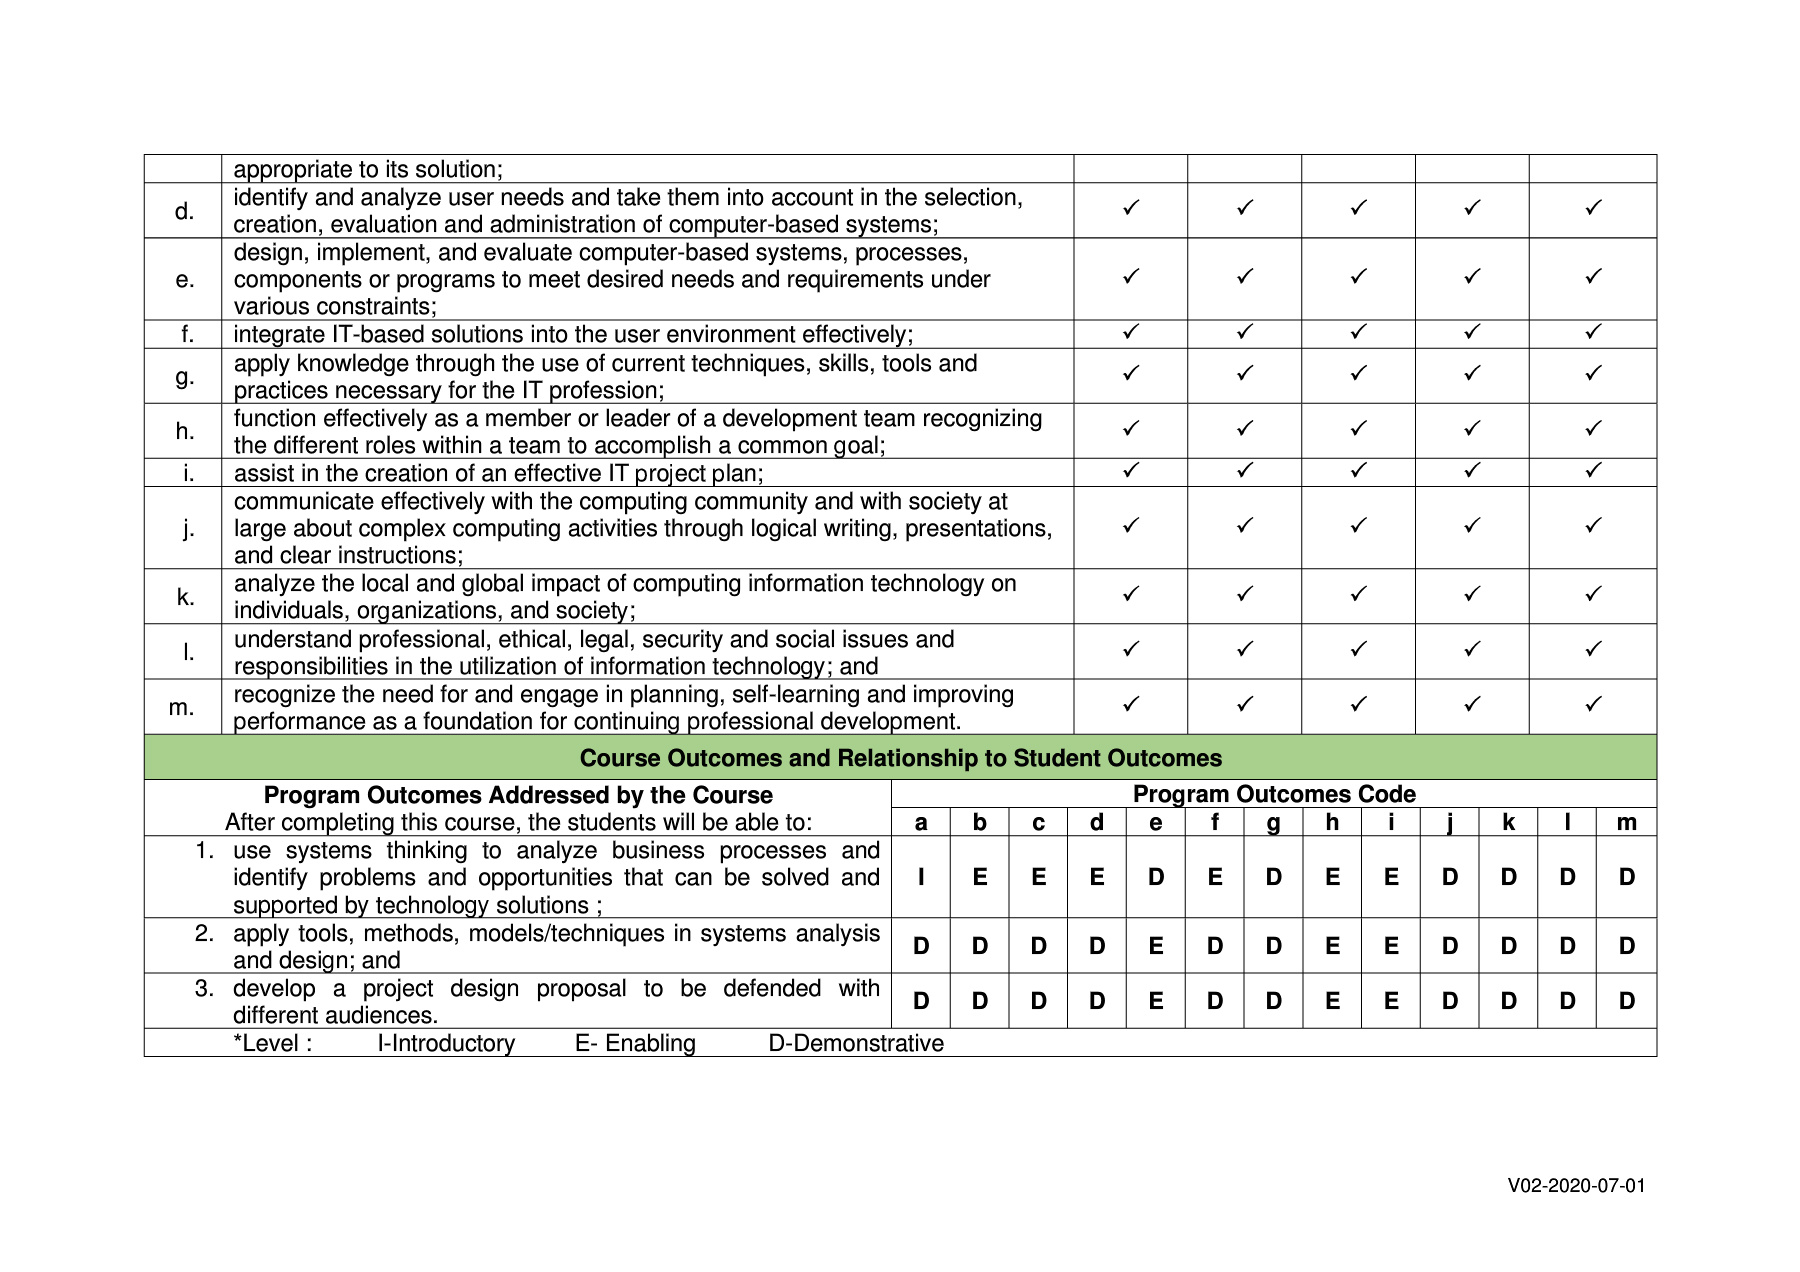 appropriate to its solution;
d. identify and analyze user needs and take them into account in the selection,
creation, evaluation and administration of computer-based systems; ✓ ✓ ✓ ✓ ✓
e. design, implement, and evaluate computer-based systems, processes,
components or programs to meet desired needs and requirements under
various constraints; ✓ ✓ ✓ ✓ ✓
f. integrate IT-based solutions into the user environment effectively; ✓ ✓ ✓ ✓ ✓
g. apply knowledge through the use of current techniques, skills, tools and
practices necessary for the IT profession; ✓ ✓ ✓ ✓ ✓
h. function effectively as a member or leader of a development team recognizing
the different roles within a team to accomplish a common goal; ✓ ✓ ✓ ✓ ✓
i. assist in the creation of an effective IT project plan; ✓ ✓ ✓ ✓ ✓
j. communicate effectively with the computing community and with society at
large about complex computing activities through logical writing, presentations,
and clear instructions; ✓ ✓ ✓ ✓ ✓
k. analyze the local and global impact of computing information technology on
individuals, organizations, and society; ✓ ✓ ✓ ✓ ✓
l. understand professional, ethical, legal, security and social issues and
responsibilities in the utilization of information technology; and ✓ ✓ ✓ ✓ ✓
m. recognize the need for and engage in planning, self-learning and improving
performance as a foundation for continuing professional development. ✓ ✓ ✓ ✓ ✓
Course Outcomes and Relationship to Student Outcomes
Program Outcomes Addressed by the Course
After completing this course, the students will be able to:
Program Outcomes Code
a b c d e f g h i j k l m
1. use systems thinking to analyze business processes and
identify problems and opportunities that can be solved and
supported by technology solutions ;
I E E E D E D E E D D D D
2. apply tools, methods, models/techniques in systems analysis
and design; and
D D D D E D D E E D D D D
3. develop a project design proposal to be defended with
different audiences.
D D D D E D D E E D D D D
*Level : I-Introductory E- Enabling D-Demonstrative
V02-2020-07-01